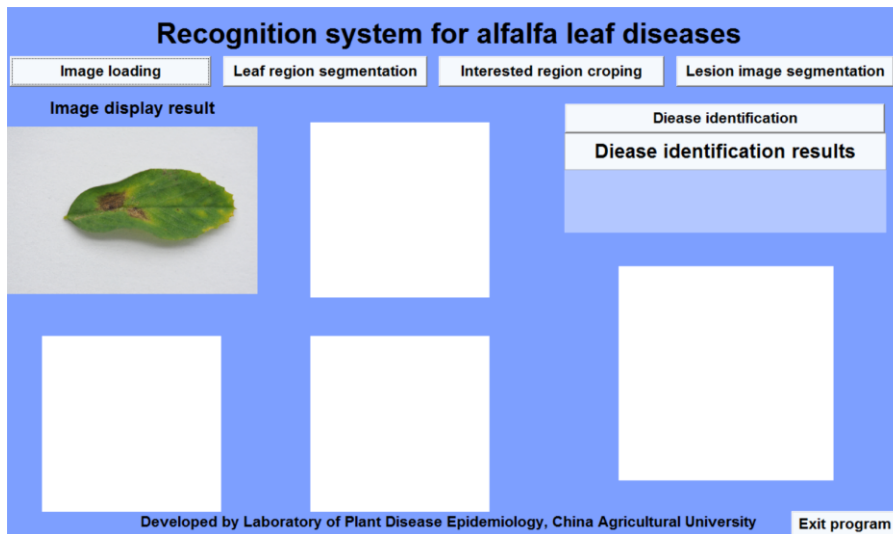 Recognition system for alfalfa leaf diseases
Image loading
Leaf region segmentation
Interested region croping
Lesion image segmentation
Image display result
Diease identification
Diease identification results
Developed by Laboratory of Plant Disease Epidemiology, China Agricultural University
Exit program